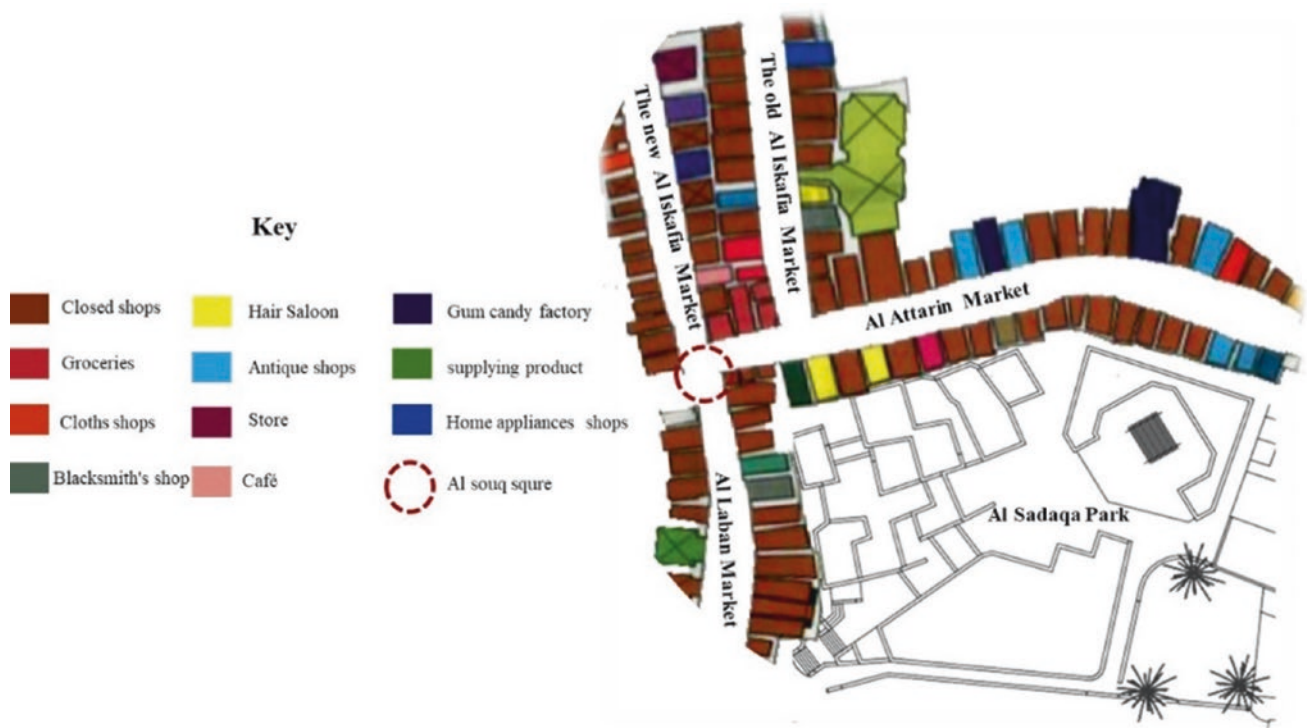 Key
Closed shops
Groceries
Cloths shops
Blacksmith's shop
Hair Saloon
Antique shops
Store
Café
Gum candy factory
supplying product
Home appliances shops
Al souq squre
The new Al Iskafia Market
The old Al Iskafia Market
Al Attarin Market
Al Laban Market
Al Sadaqa Park